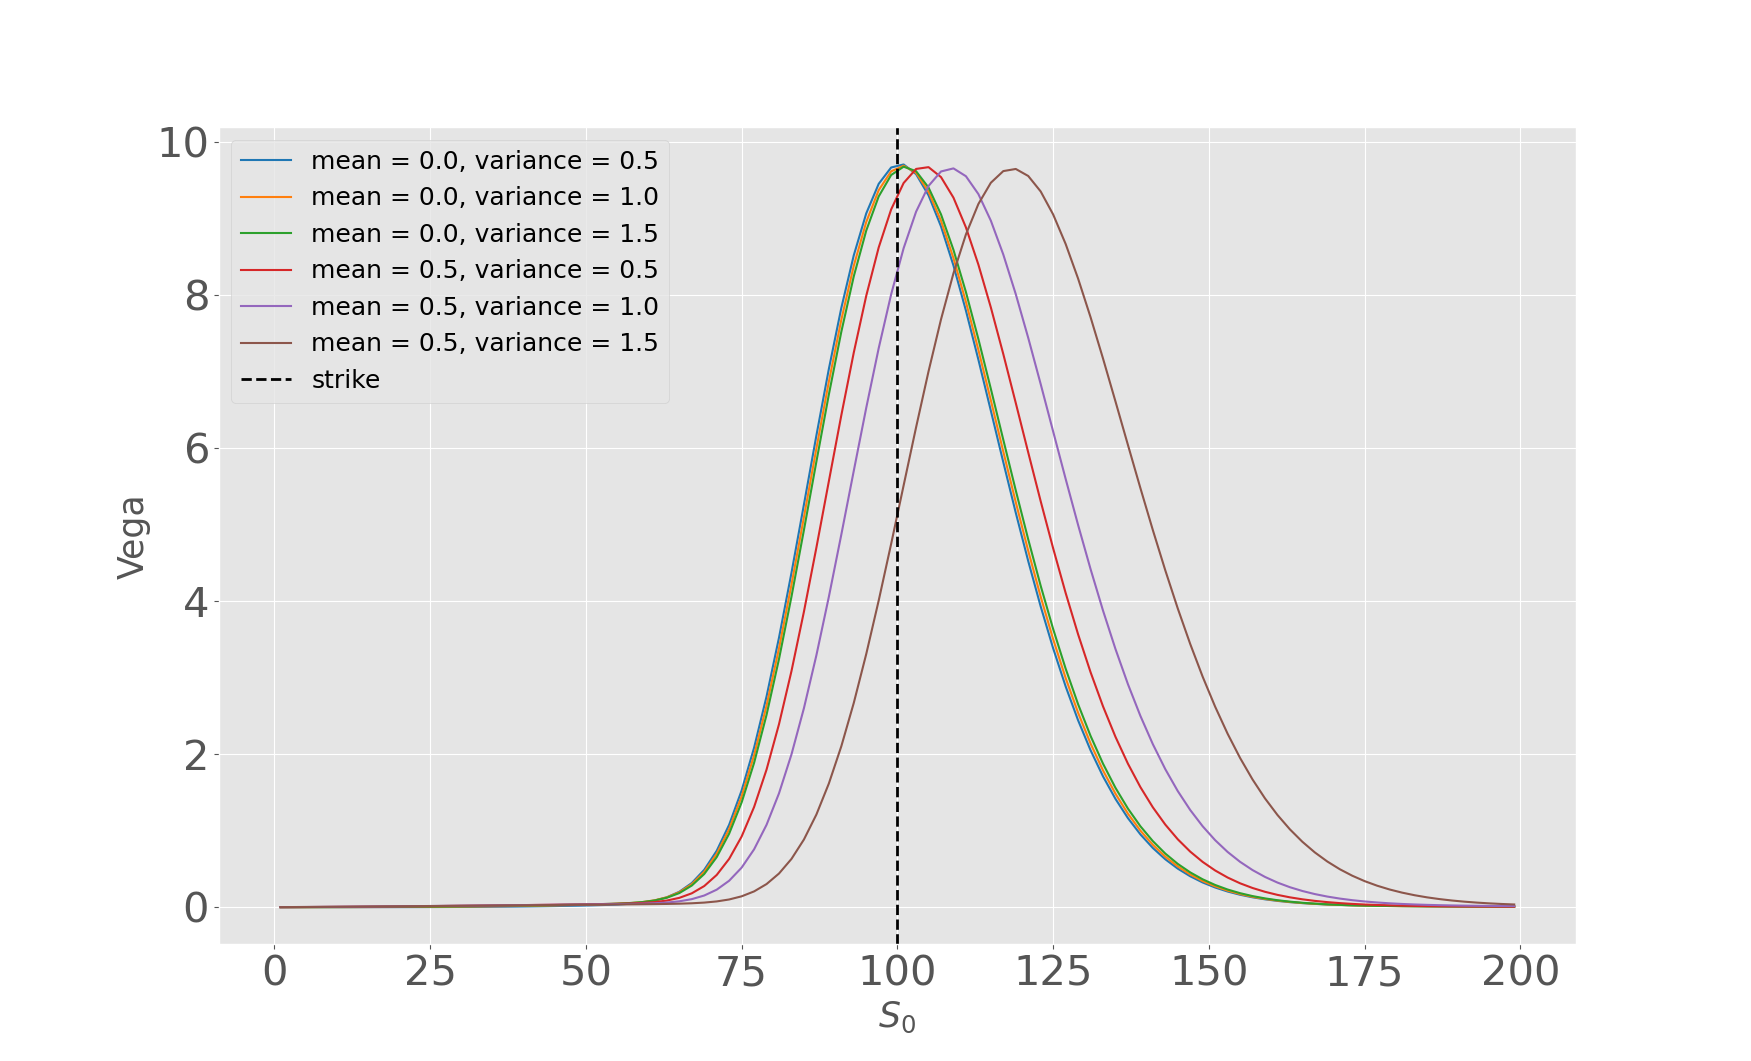 10
8
6
4
2
0
Vega
mean = 0.0, variance = 0.5
mean = 0.0, variance = 1.0
mean = 0.0, variance = 1.5
mean = 0.5, variance = 0.5
mean = 0.5, variance = 1.0
mean = 0.5, variance = 1.5
strike
0 25 50 75 100 125 150 175 200
S₀